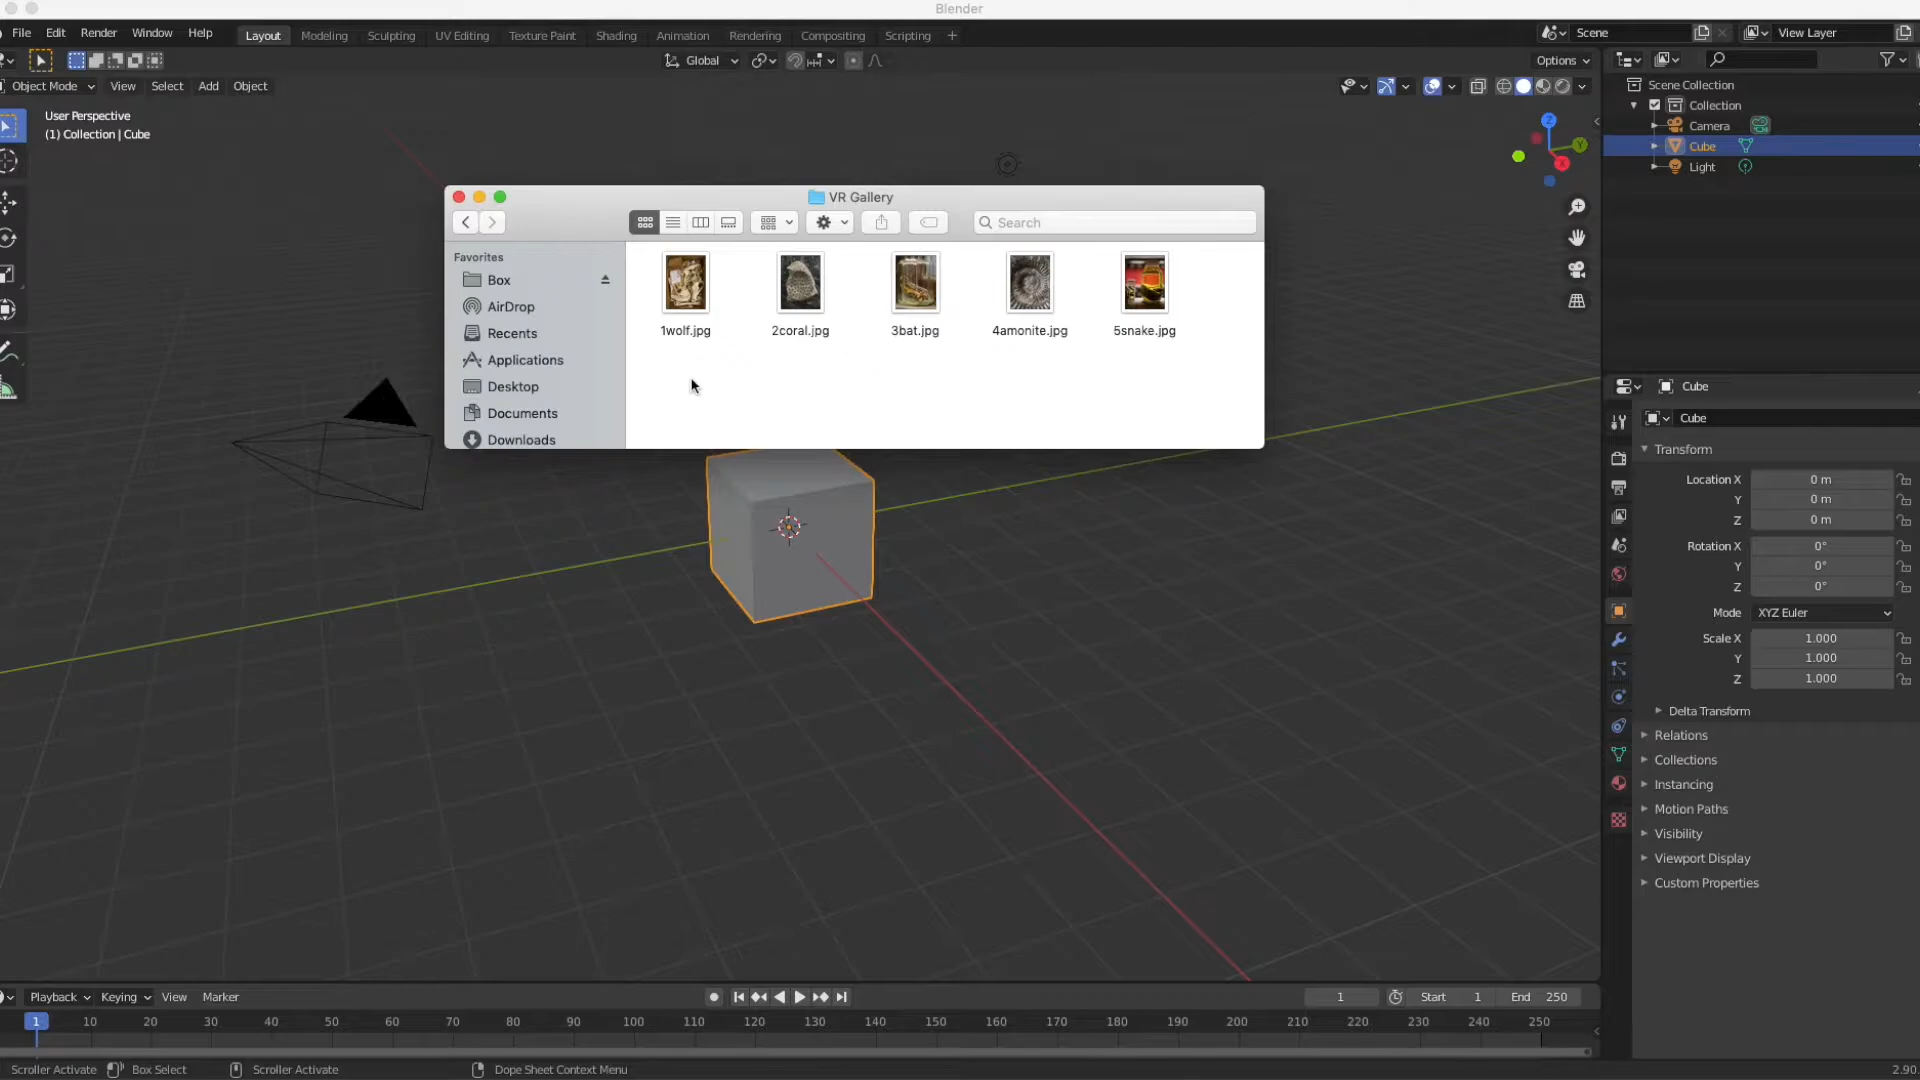 Blender
File Edit Render Window Help Layout Modeling Sculpting UV Editing Texture Paint Shading Animation Rendering Compositing Scripting + Scene View Layer
Global Options
Object Mode View Select Add Object
User Perspective
(1) Collection | Cube
Z
Y
X
Scene Collection
Collection
Camera
Cube
Light
VR Gallery
Search
Favorites
Box
AirDrop
Recents
Applications
Desktop
Documents
Downloads
1wolf.jpg 2coral.jpg 3bat.jpg 4amonite.jpg 5snake.jpg
Cube
Cube
Transform
Location X 0 m
Y 0 m
Z 0 m
Rotation X 0°
Y 0°
Z 0°
Mode XYZ Euler
Scale X 1.000
Y 1.000
Z 1.000
Delta Transform
Relations
Collections
Instancing
Motion Paths
Visibility
Viewport Display
Custom Properties
Playback Keying View Marker 1 Start 1 End 250
1 10 20 30 40 50 60 70 80 90 100 110 120 130 140 150 160 170 180 190 200 210 220 230 240 250
Scroller Activate Box Select Scroller Activate Dope Sheet Context Menu 2.90.